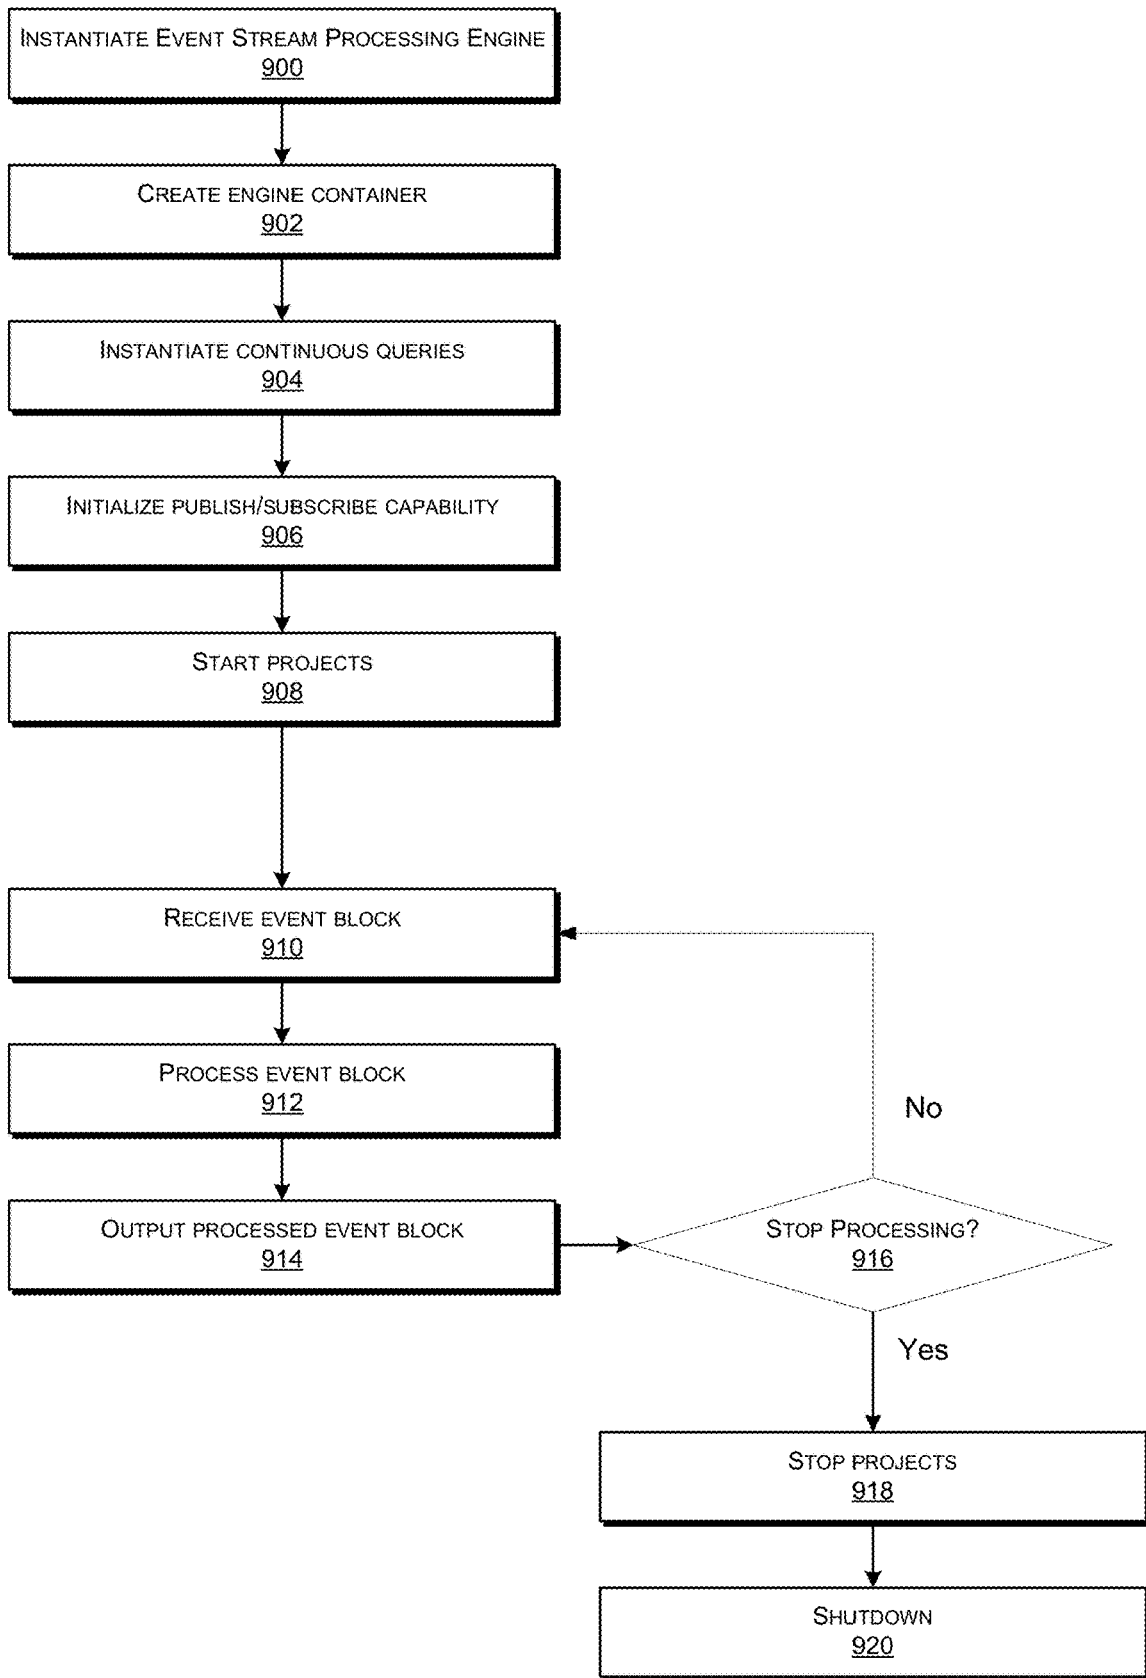 INSTANTIATE EVENT STREAM PROCESSING ENGINE
900
CREATE ENGINE CONTAINER
902
INSTANTIATE CONTINUOUS QUERIES
904
INITIALIZE PUBLISH/SUBSCRIBE CAPABILITY
906
START PROJECTS
908
RECEIVE EVENT BLOCK
910
PROCESS EVENT BLOCK
912
OUTPUT PROCESSED EVENT BLOCK
914
STOP PROCESSING?
916
No
Yes
STOP PROJECTS
918
SHUTDOWN
920